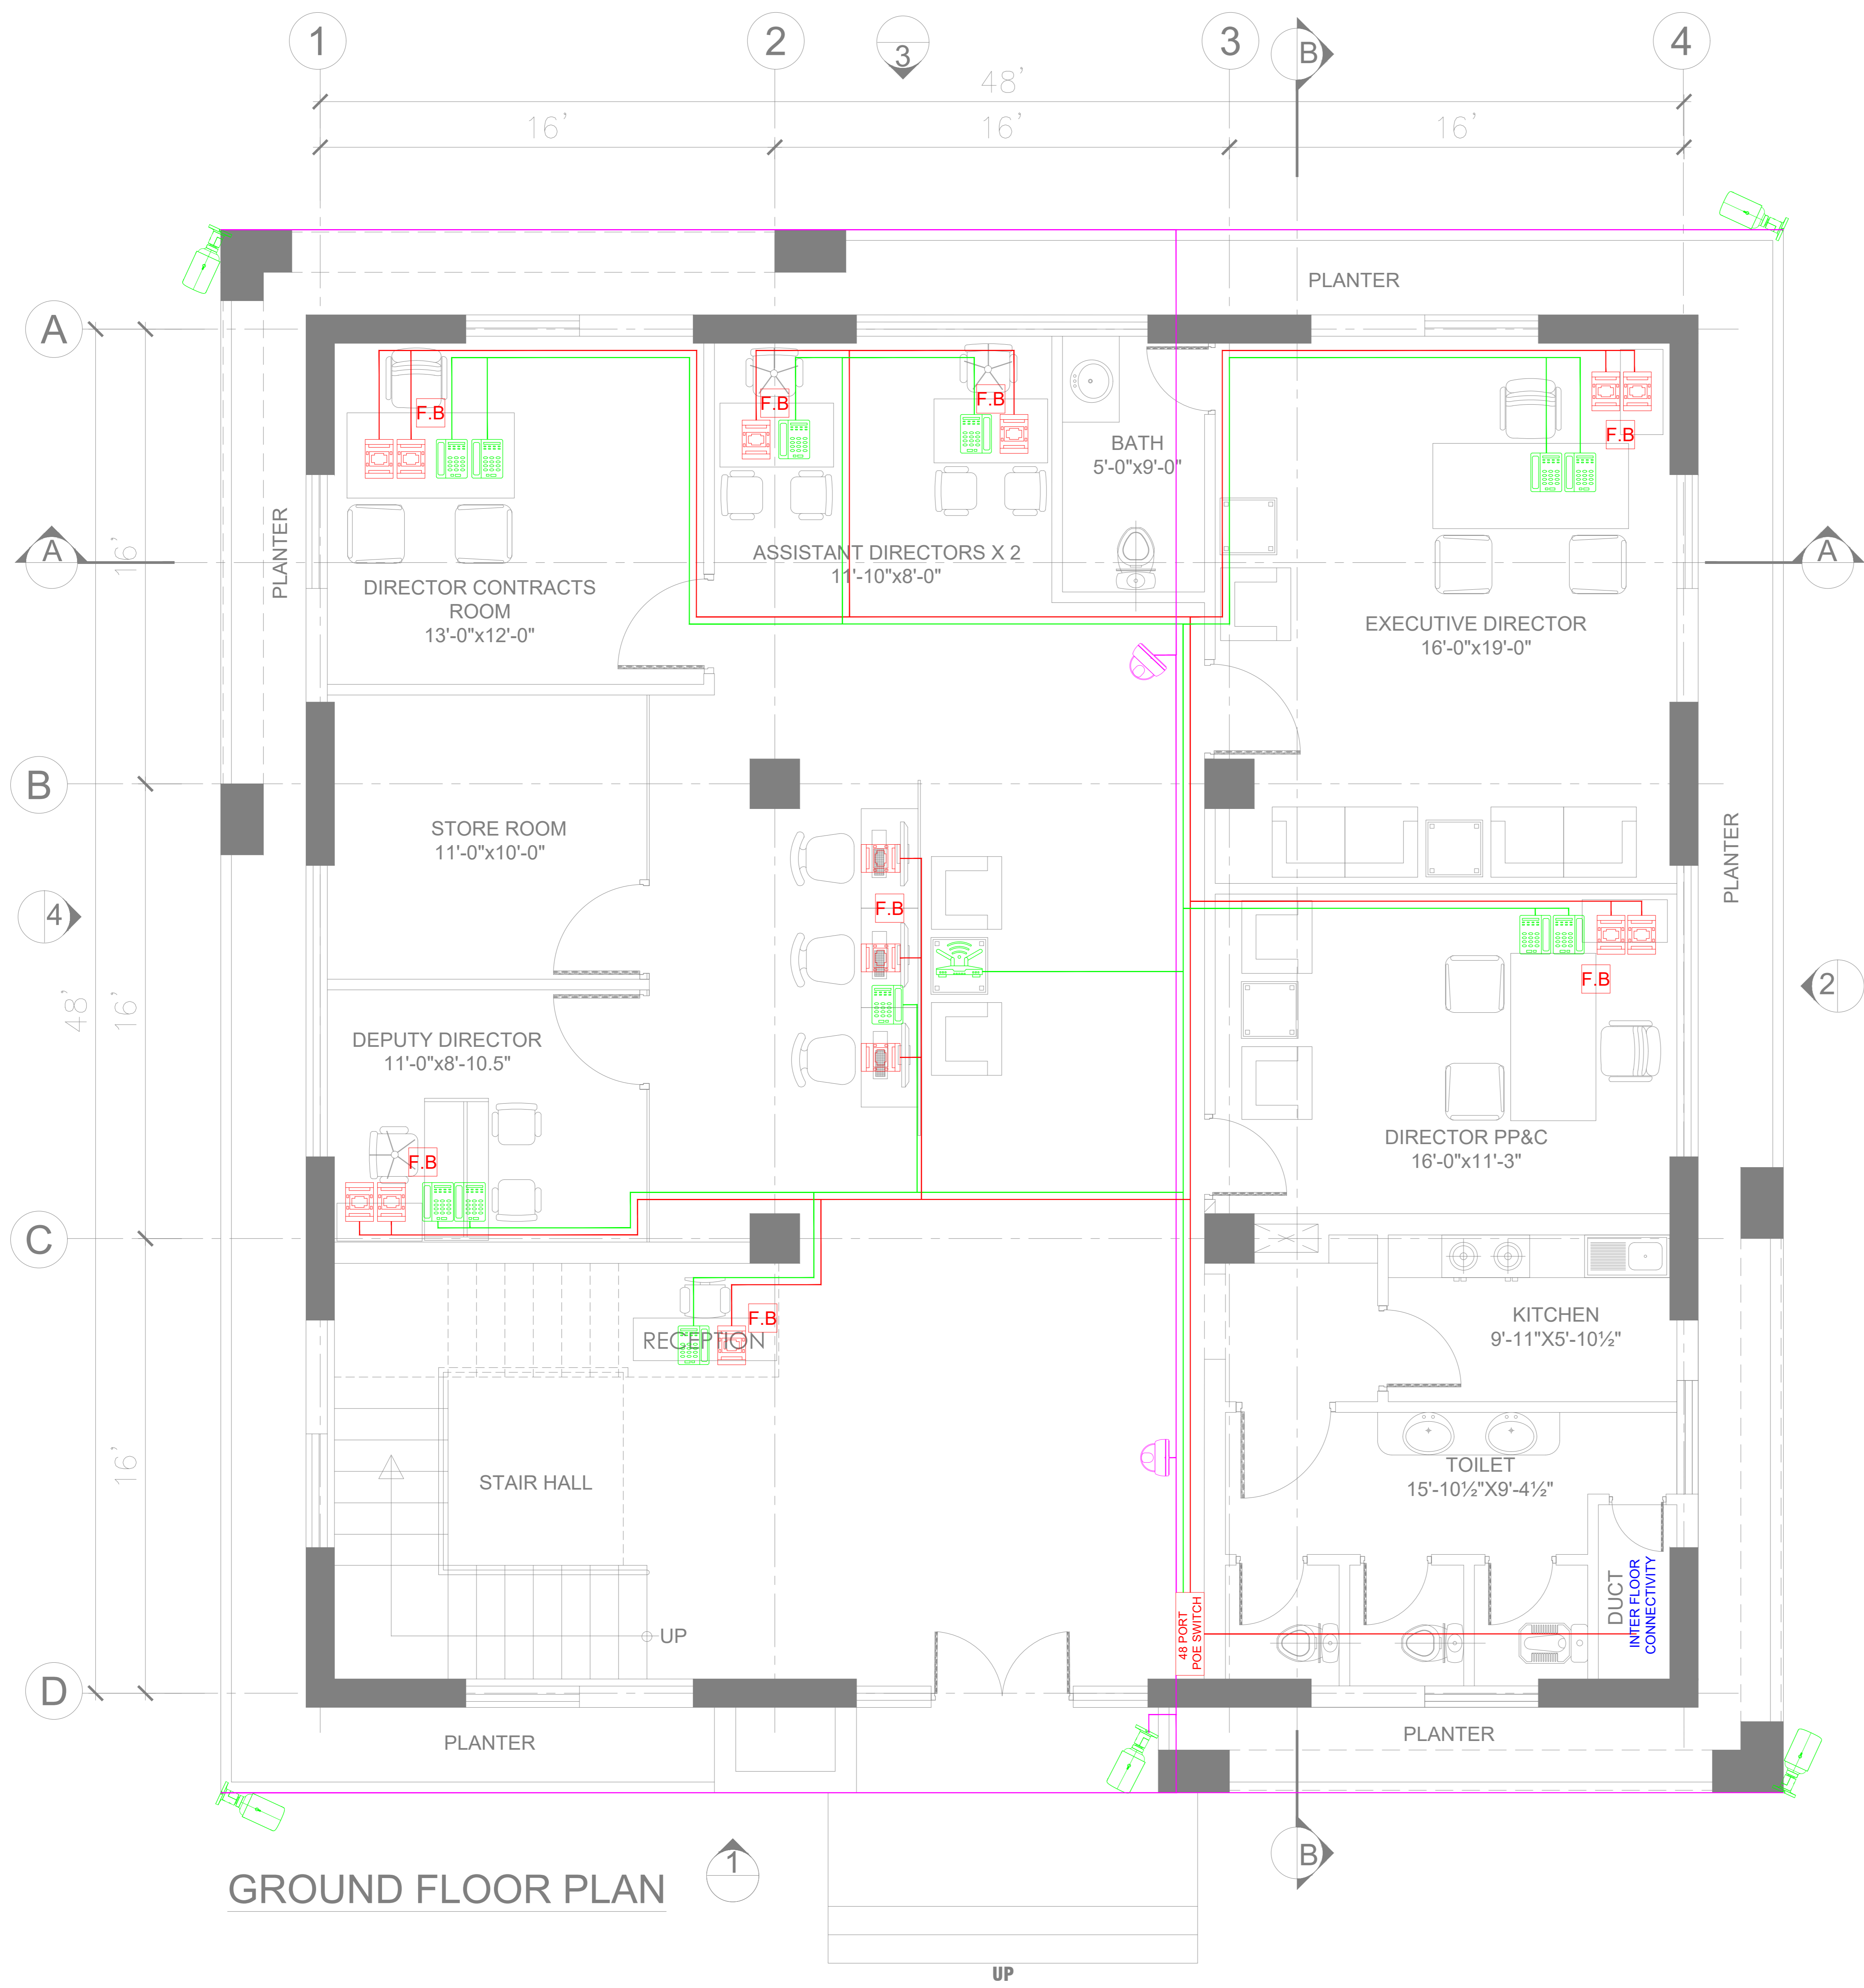 1
2
3
3
B
4
48'
16'
16'
16'
PLANTER
A
F.B
F.B
F.B
F.B
BATH
5'-0"x9'-0"
PLANTER
A
16'
ASSISTANT DIRECTORS X 2
11'-10"x8'-0"
A
DIRECTOR CONTRACTS
ROOM
13'-0"x12'-0"
EXECUTIVE DIRECTOR
16'-0"x19'-0"
B
STORE ROOM
11'-0"x10'-0"
PLANTER
4
F.B
F.B
2
48'
16'
DEPUTY DIRECTOR
11'-0"x8'-10.5"
DIRECTOR PP&C
16'-0"x11'-3"
F.B
C
F.B
RECEPTION
KITCHEN
9'-11"X5'-10½"
16'
STAIR HALL
TOILET
15'-10½"X9'-4½"
DUCT
INTER FLOOR
CONNECTIVITY
48 PORT
POE SWITCH
UP
D
PLANTER
PLANTER
1
B
GROUND FLOOR PLAN
UP